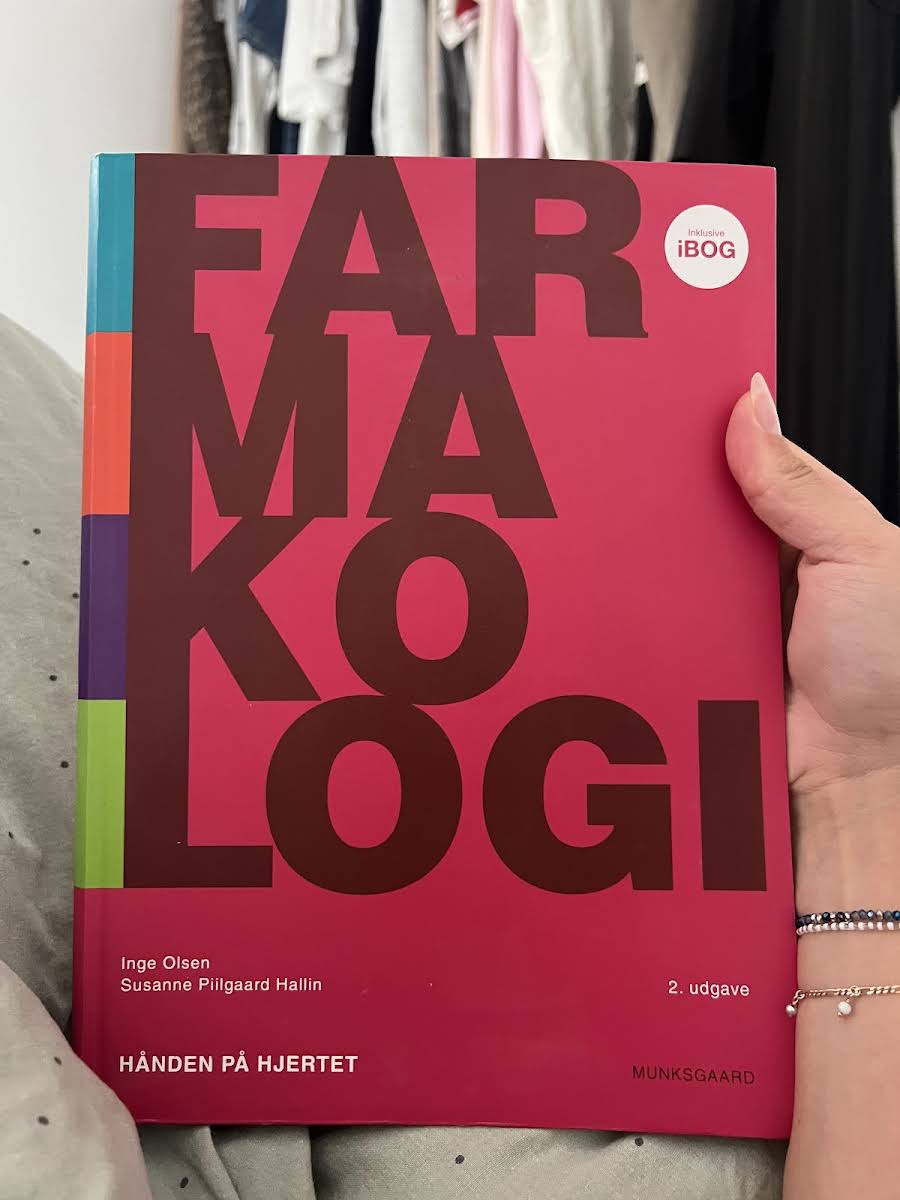 FAR
MA
KO
LOGI
Inklusive
iBOG
Inge Olsen
Susanne Piilgaard Hallin
2. udgave
HÅNDEN PÅ HJERTET
MUNKSGAARD